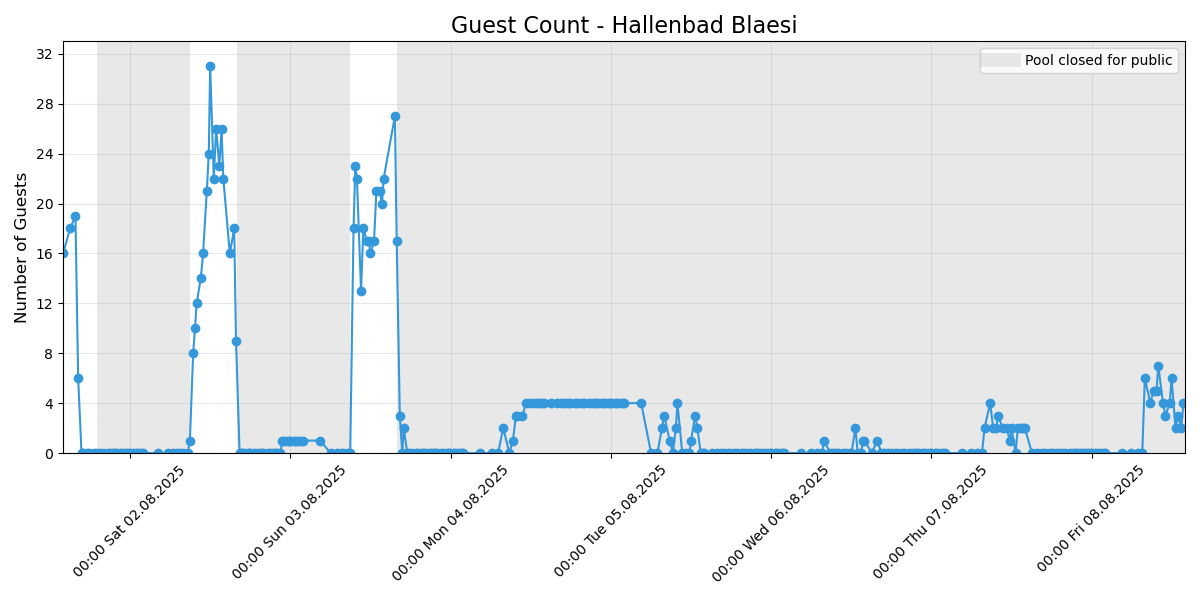 Guest Count - Hallenbad Blaesi
Pool closed for public
Number of Guests
32
28
24
20
16
12
8
4
0
00:00 Sat 02.08.2025
00:00 Sun 03.08.2025
00:00 Mon 04.08.2025
00:00 Tue 05.08.2025
00:00 Wed 06.08.2025
00:00 Thu 07.08.2025
00:00 Fri 08.08.2025